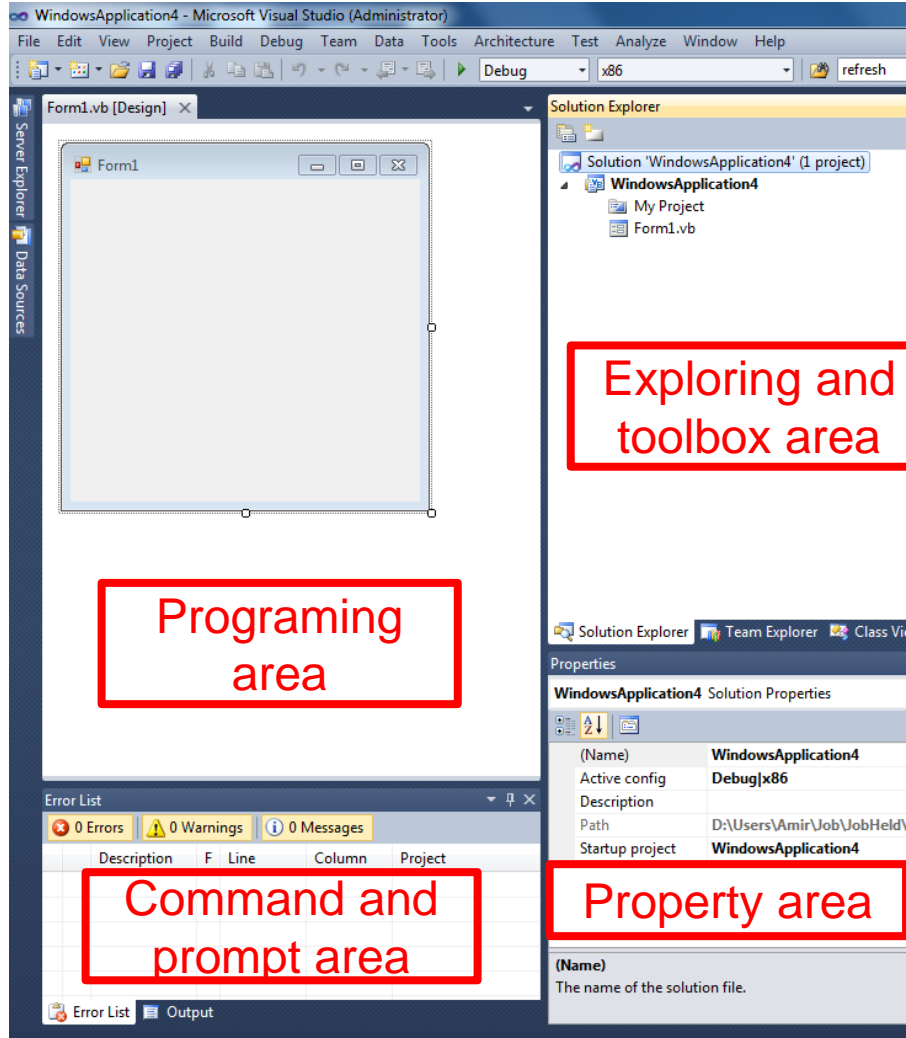 WindowsApplication4 - Microsoft Visual Studio (Administrator)
File Edit View Project Build Debug Team Data Tools Architecture Test Analyze Window Help
Debug x86 refresh
Server Explorer
Data Sources
Form1.vb [Design]
Form1
Programing
area
Solution Explorer
Solution 'WindowsApplication4' (1 project)
WindowsApplication4
My Project
Form1.vb
Exploring and
toolbox area
Solution Explorer Team Explorer Class Vi
Properties
WindowsApplication4 Solution Properties
(Name) WindowsApplication4
Active config Debug|x86
Description
Path D:\Users\Amir\Job\JobHeld\
Startup project WindowsApplication4
Property area
(Name)
The name of the solution file.
Error List
0 Errors 0 Warnings 0 Messages
Description F Line Column Project
Command and
prompt area
Error List Output